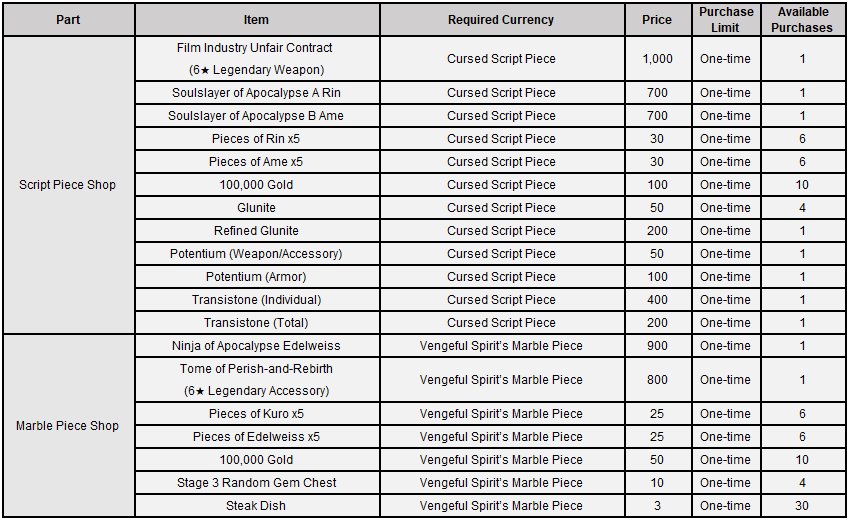 Part Item Required Currency Price Purchase Limit Available Purchases
Script Piece Shop
Film Industry Unfair Contract
(6★ Legendary Weapon) Cursed Script Piece 1,000 One-time 1
Soulslayer of Apocalypse A Rin Cursed Script Piece 700 One-time 1
Soulslayer of Apocalypse B Ame Cursed Script Piece 700 One-time 1
Pieces of Rin x5 Cursed Script Piece 30 One-time 6
Pieces of Ame x5 Cursed Script Piece 30 One-time 6
100,000 Gold Cursed Script Piece 100 One-time 10
Glunite Cursed Script Piece 50 One-time 4
Refined Glunite Cursed Script Piece 200 One-time 1
Potentium (Weapon/Accessory) Cursed Script Piece 50 One-time 1
Potentium (Armor) Cursed Script Piece 100 One-time 1
Transistone (Individual) Cursed Script Piece 400 One-time 1
Transistone (Total) Cursed Script Piece 200 One-time 1
Marble Piece Shop
Ninja of Apocalypse Edelweiss Vengeful Spirit's Marble Piece 900 One-time 1
Tome of Perish-and-Rebirth
(6★ Legendary Accessory) Vengeful Spirit's Marble Piece 800 One-time 1
Pieces of Kuro x5 Vengeful Spirit's Marble Piece 25 One-time 6
Pieces of Edelweiss x5 Vengeful Spirit's Marble Piece 25 One-time 6
100,000 Gold Vengeful Spirit's Marble Piece 50 One-time 10
Stage 3 Random Gem Chest Vengeful Spirit's Marble Piece 10 One-time 4
Steak Dish Vengeful Spirit's Marble Piece 3 One-time 30